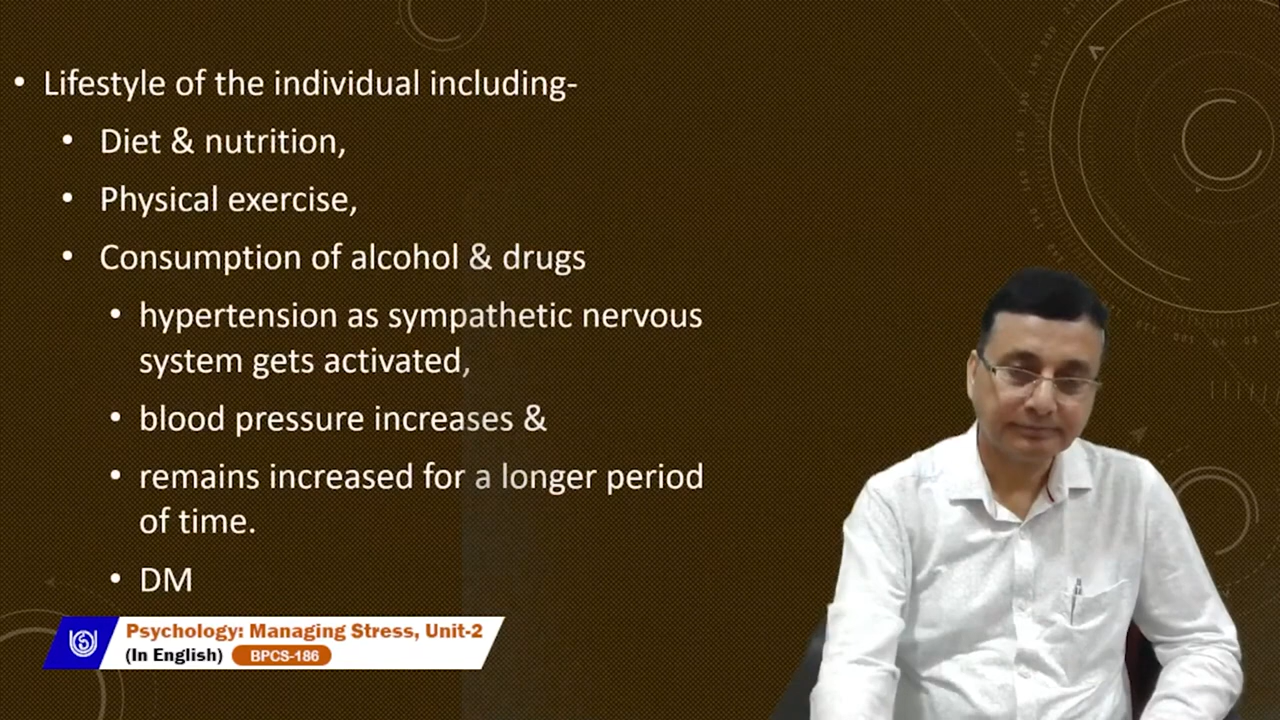 • Lifestyle of the individual including-
• Diet & nutrition,
• Physical exercise,
• Consumption of alcohol & drugs
• hypertension as sympathetic nervous
system gets activated,
• blood pressure increases &
• remains increased for a longer period
of time.
• DM
Psychology: Managing Stress, Unit-2
(In English) BPCS-186